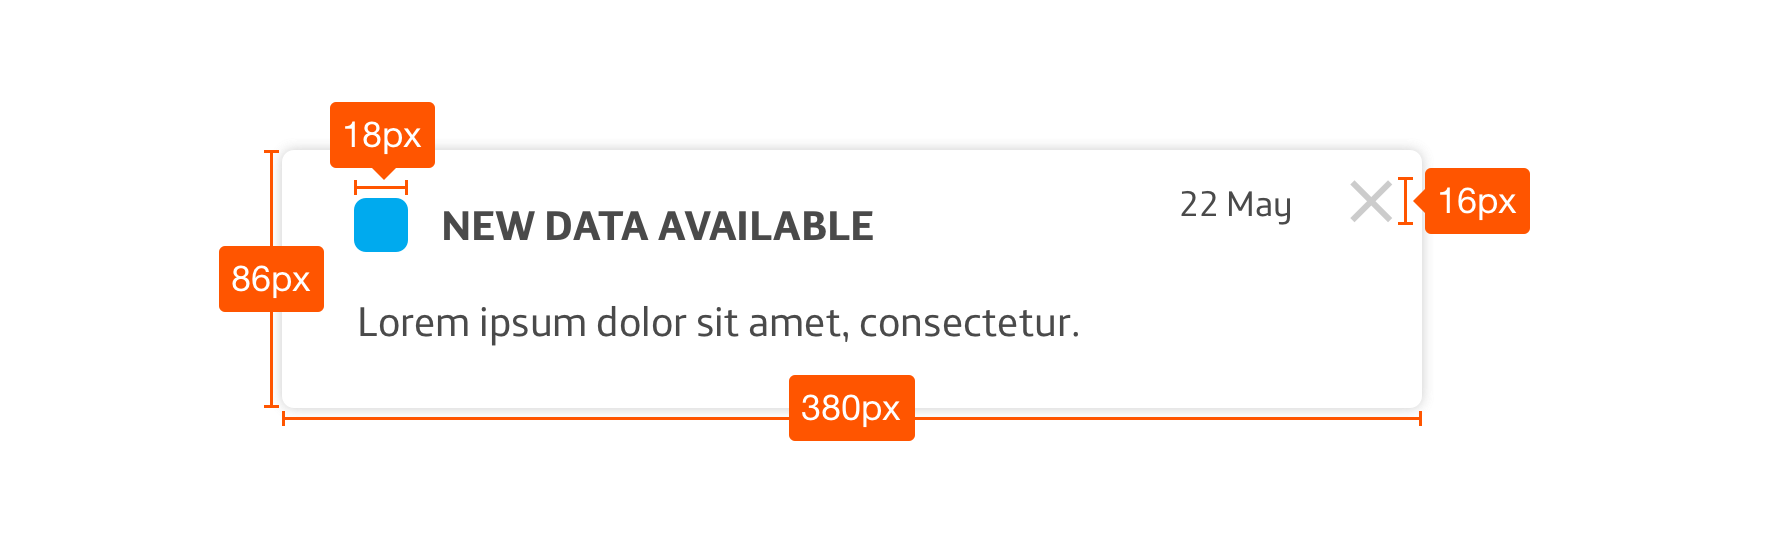 18px
22 May
16px
NEW DATA AVAILABLE
86px
Lorem ipsum dolor sit amet, consectetur.
380px